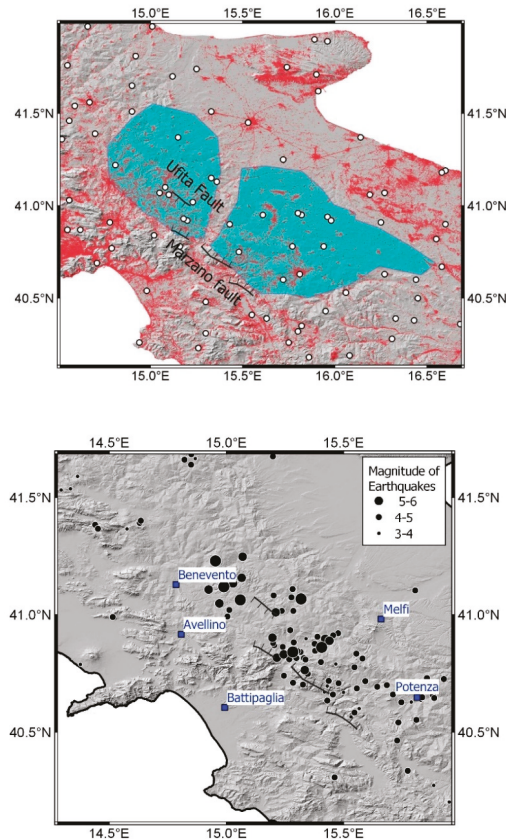 15.0°E 15.5°E 16.0°E 16.5°E
41.5°N 41.5°N
Ufita Fault
41.0°N 41.0°N
Marzano fault
40.5°N 40.5°N
15.0°E 15.5°E 16.0°E 16.5°E
14.5°E 15.0°E 15.5°E
Magnitude of
Earthquakes
5-6
4-5
3-4
41.5°N 41.5°N
Benevento
41.0°N 41.0°N
Melfi
Avellino
Potenza
Battipaglia
40.5°N 40.5°N
14.5°E 15.0°E 15.5°E